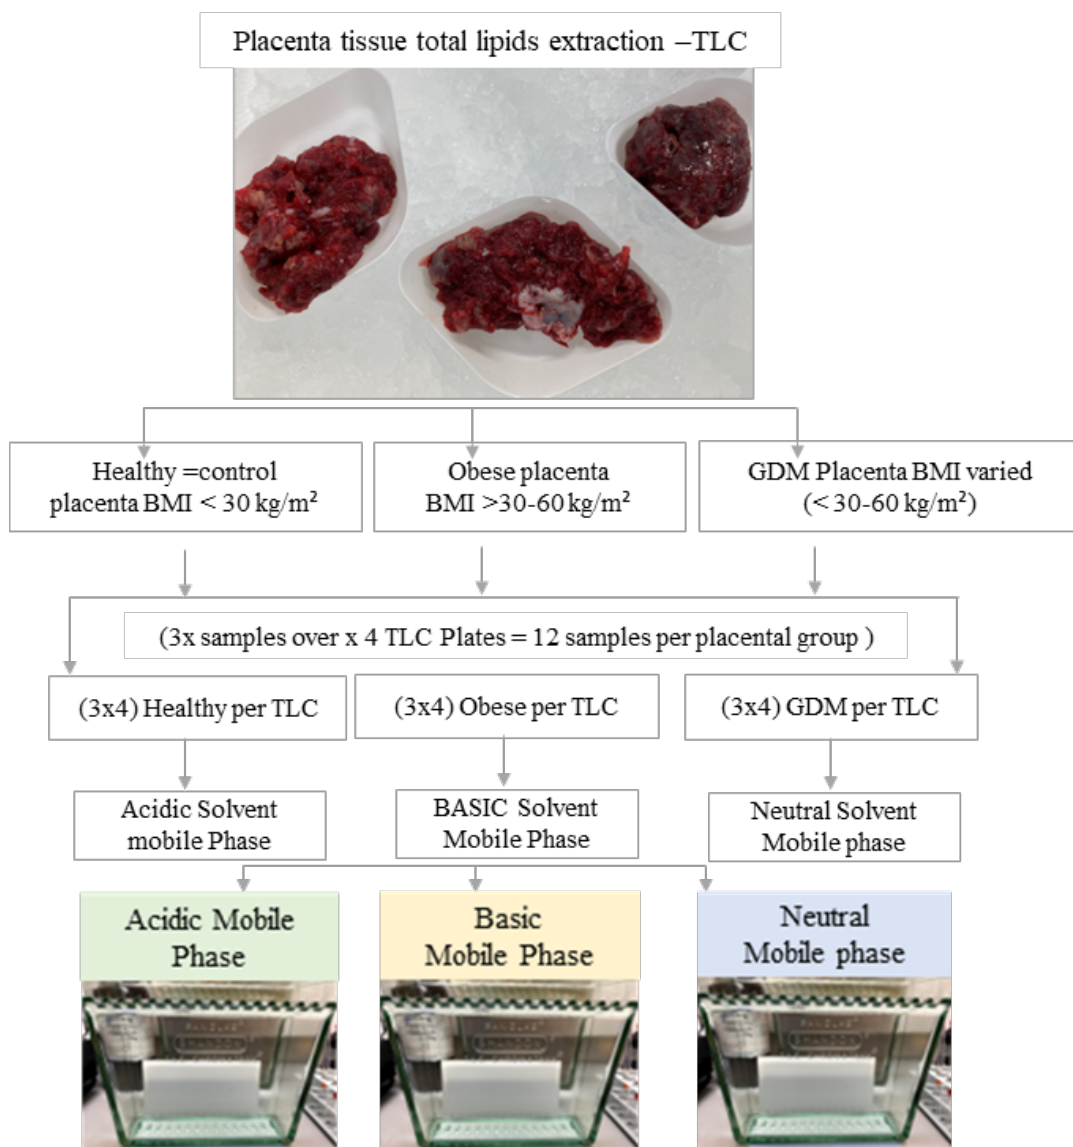 Placenta tissue total lipids extraction –TLC
Healthy =control
placenta BMI < 30 kg/m²
Obese placenta
BMI >30-60 kg/m²
GDM Placenta BMI varied
(< 30-60 kg/m²)
(3x samples over x 4 TLC Plates = 12 samples per placental group )
(3x4) Healthy per TLC
(3x4) Obese per TLC
(3x4) GDM per TLC
Acidic Solvent
mobile Phase
BASIC Solvent
Mobile Phase
Neutral Solvent
Mobile phase
Acidic Mobile
Phase
Basic
Mobile Phase
Neutral
Mobile phase